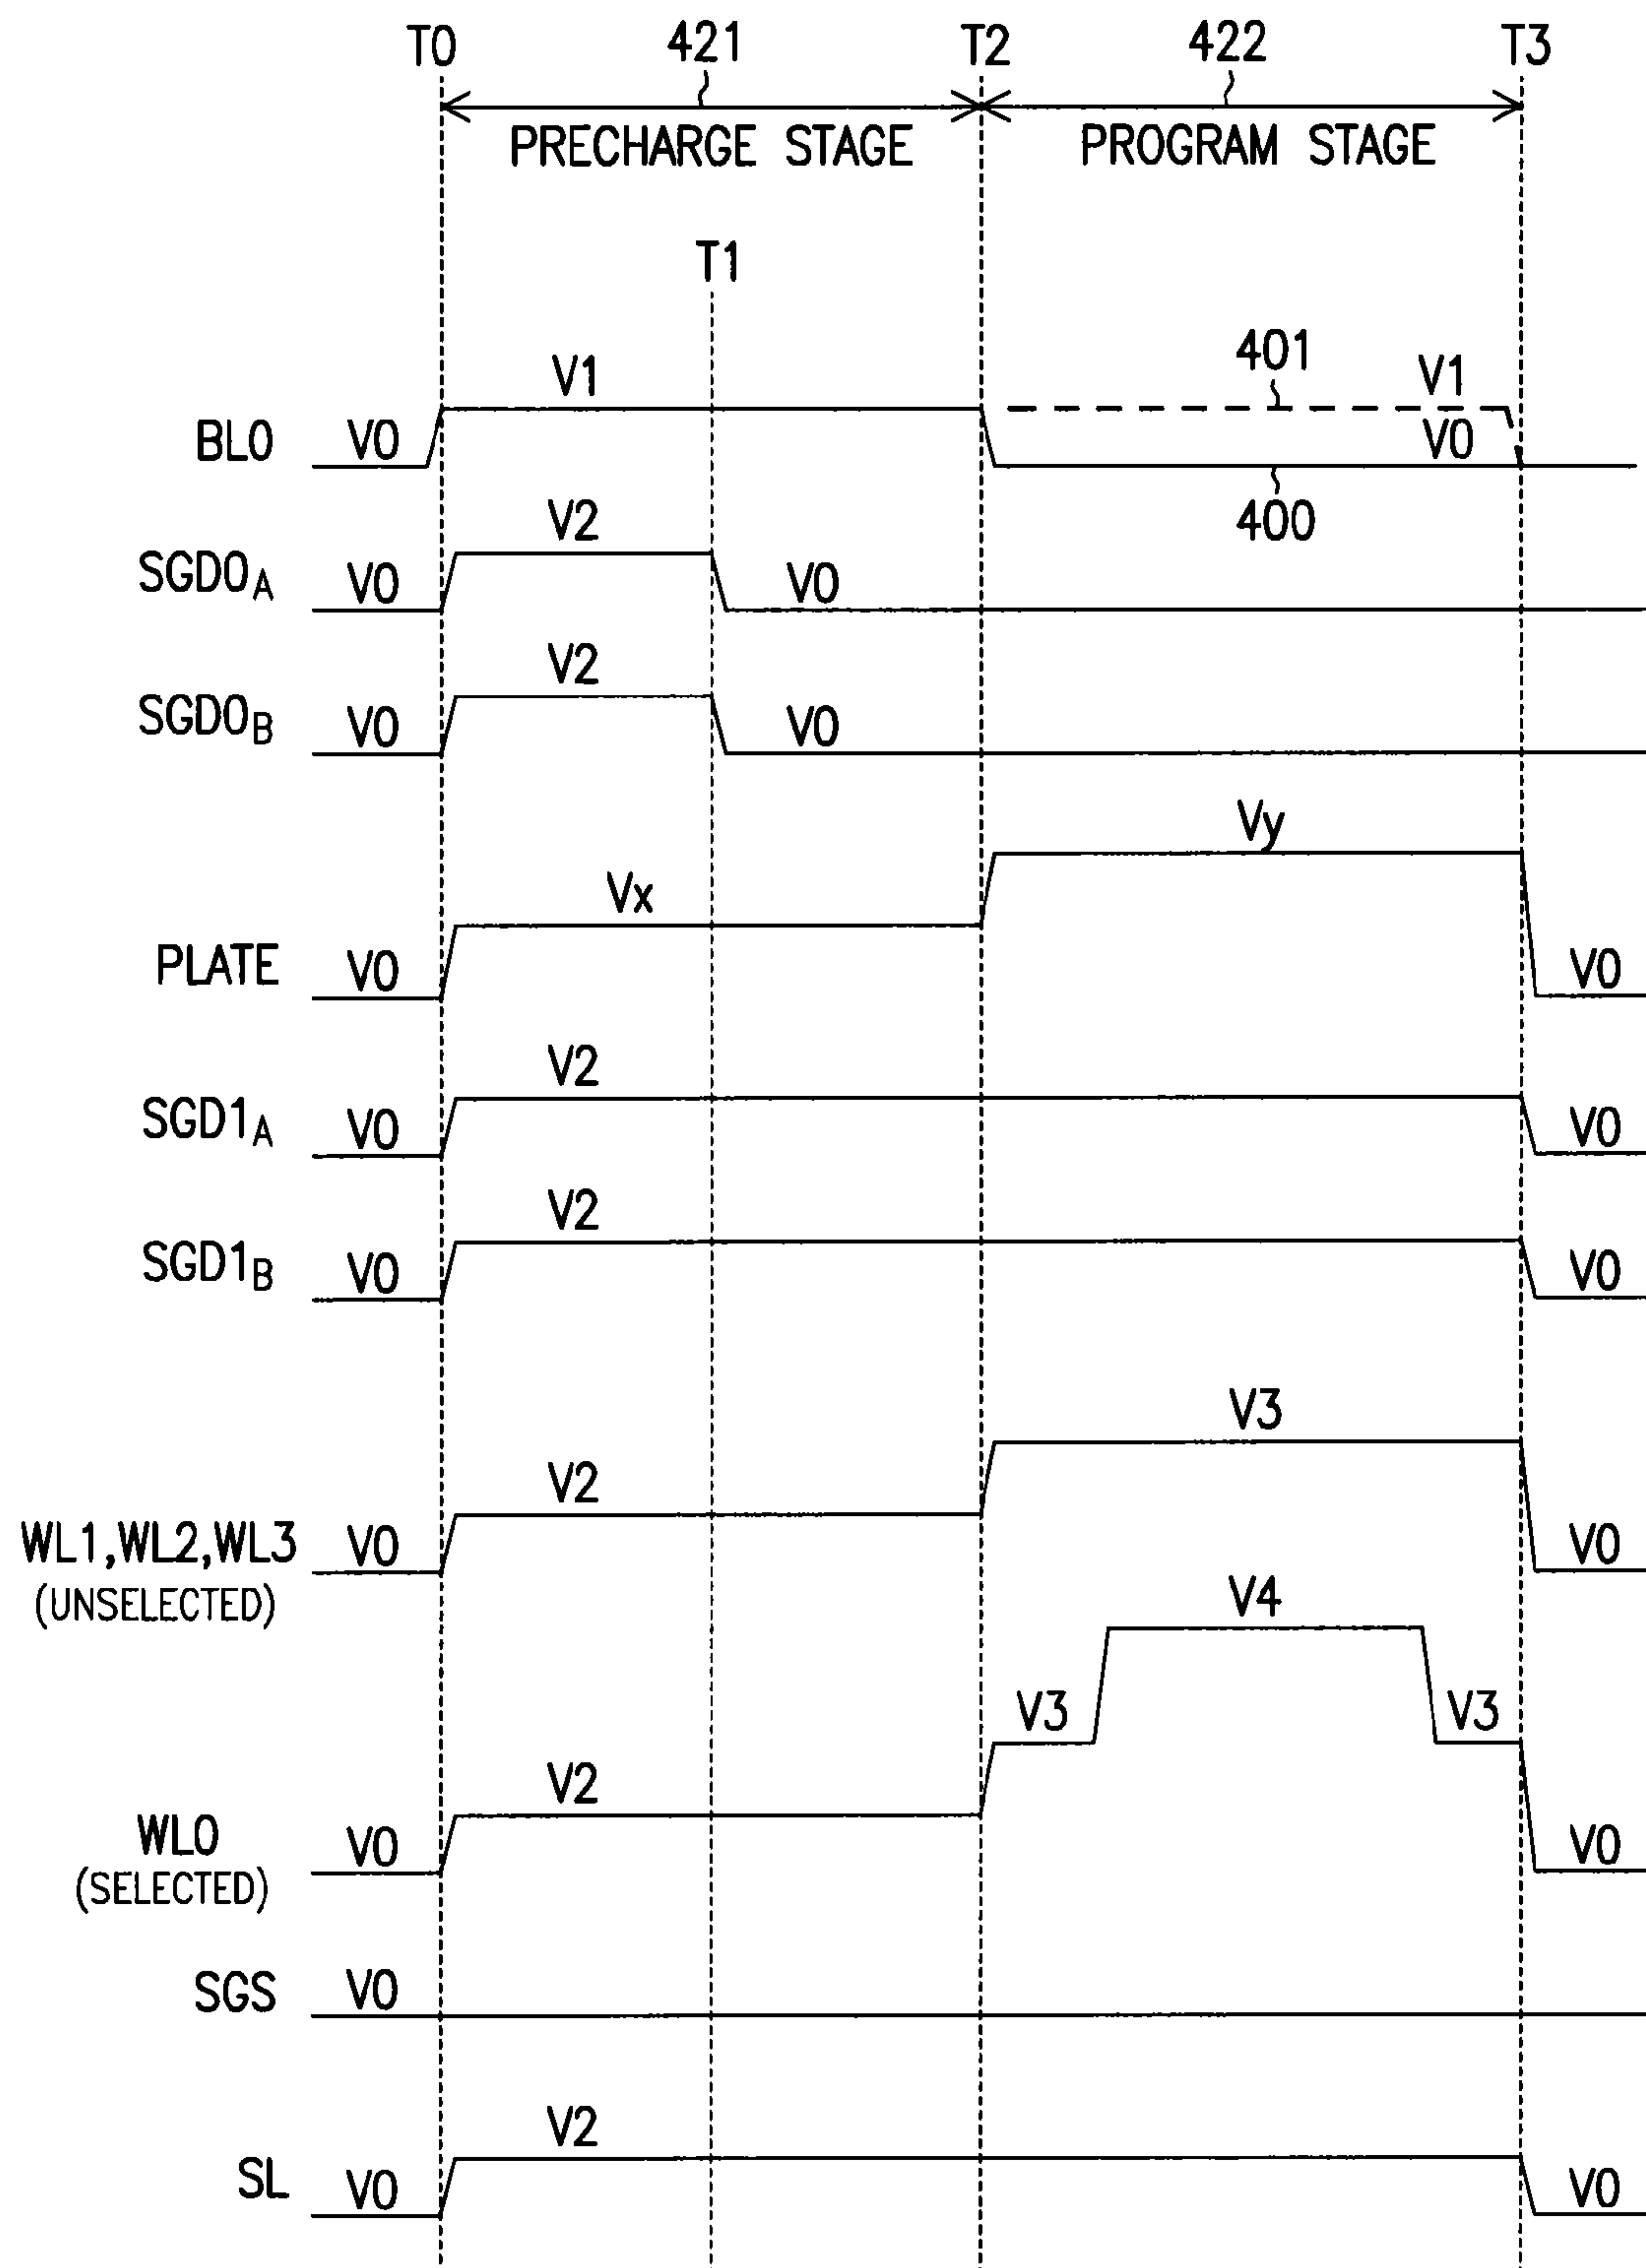 T0 421 T2 422 T3
PRECHARGE STAGE PROGRAM STAGE
T1
401
V1 V1
BL0 V0 V0
400
V2
SGD0A V0 V0
V2
SGD0B V0 V0
Vy
Vx
PLATE V0 V0
V2
SGD1A V0 V0
V2
SGD1B V0 V0
V3
V2
WL1,WL2,WL3 V0 V0
(UNSELECTED)
V4
V3 V3
V2
WL0 V0 V0
(SELECTED)
SGS V0
V2
SL V0 V0